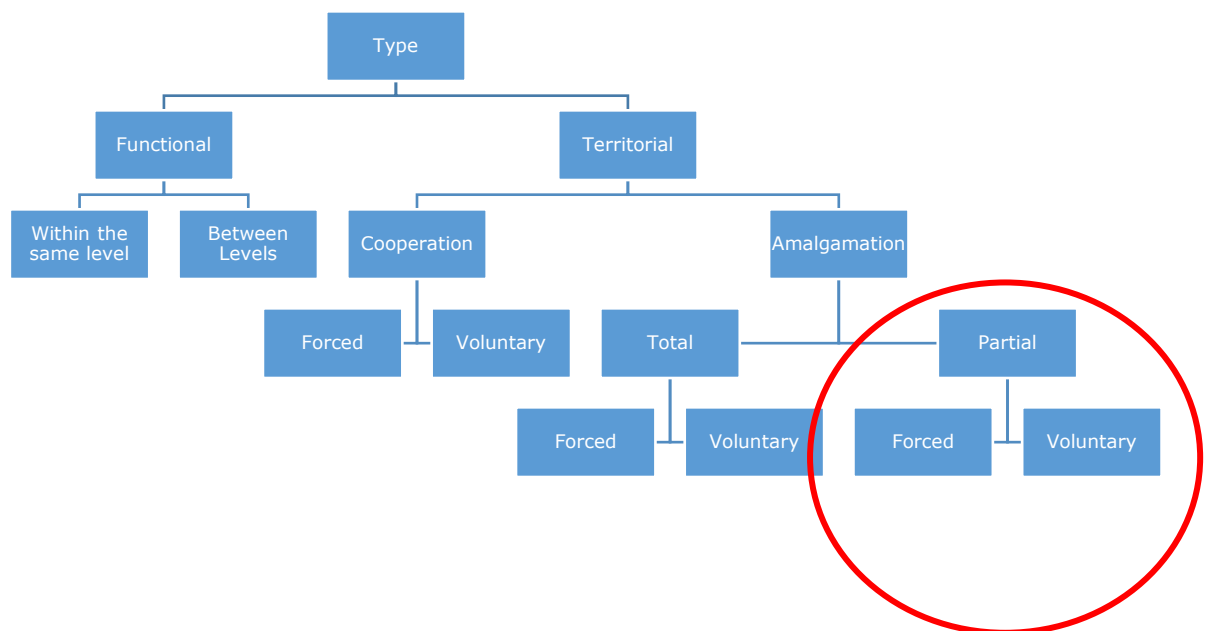 Type
Functional
Territorial
Within the
same level
Between
Levels
Cooperation
Amalgamation
Forced
Voluntary
Total
Partial
Forced
Voluntary
Forced
Voluntary